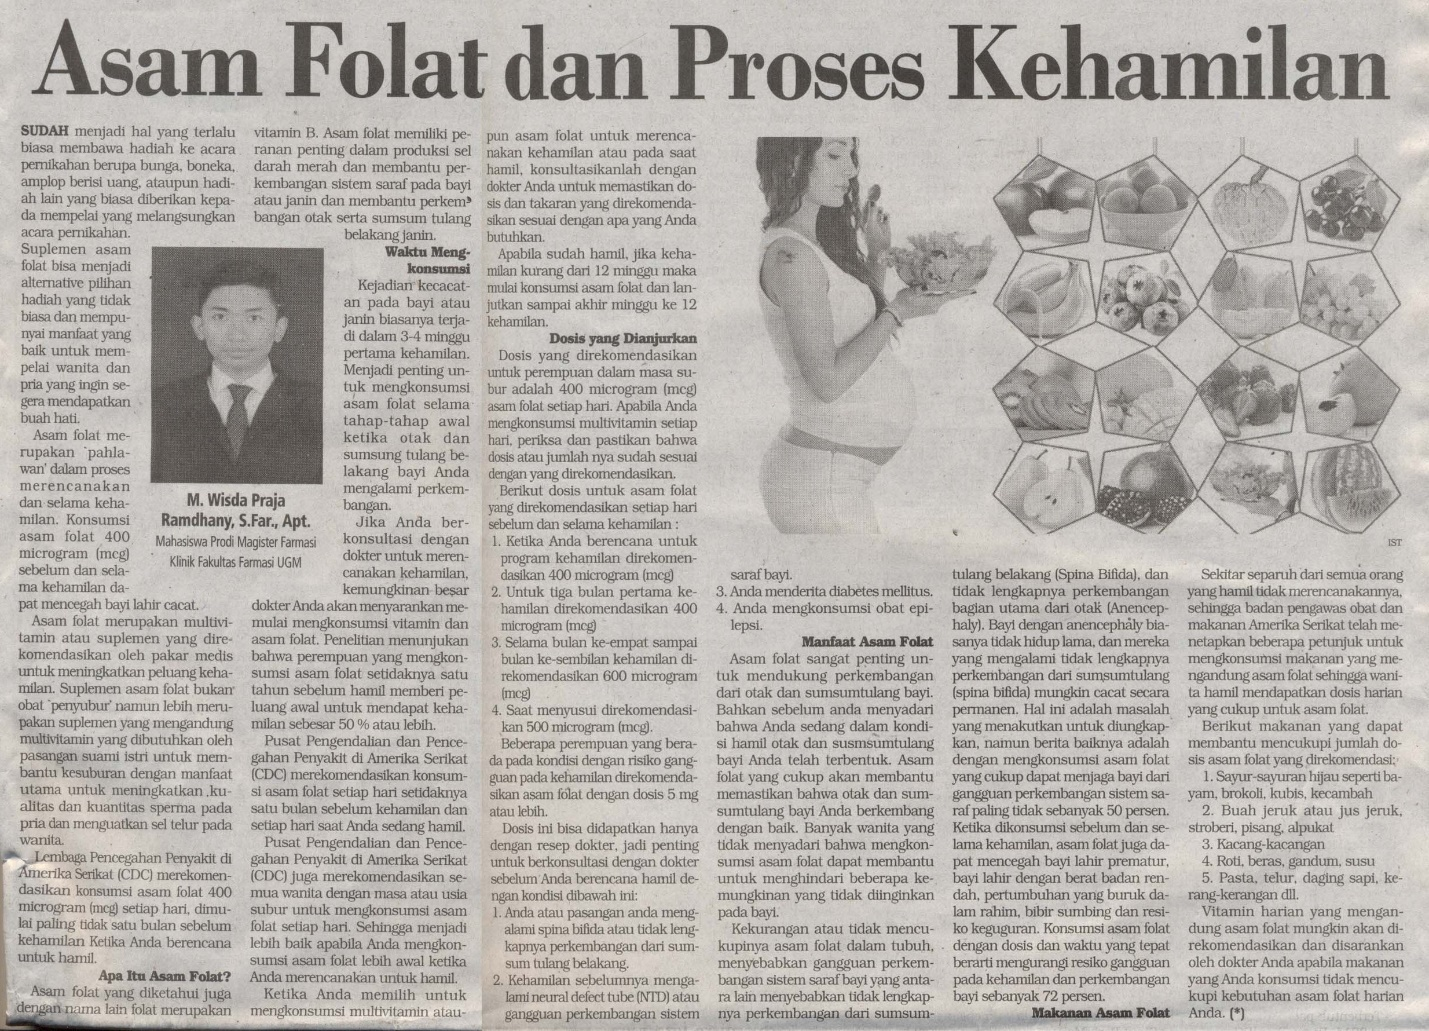 Asam Folat dan Proses Kehamilan
SUDAH menjadi hal yang terlalu
biasa membawa hadiah ke acara
pernikahan berupa bunga, boneka,
amplop berisi uang, ataupun hadi-
ah lain yang biasa diberikan kepa-
da mempelai yang melangsungkan
acara pernikahan.
Suplemen asam
folat bisa menjadi
alternative pilihan
hadiah yang tidak
biasa dan mempu-
nyai manfaat yang
baik untuk mem-
pelai wanita dan
pria yang ingin se-
gera mendapatkan
buah hati.
Asam folat me-
rupakan `pahla-
wan' dalam proses
merencanakan
dan selama keha-
milan. Konsumsi
asam folat 400
microgram (mcg)
sebelum dan sela-
ma kehamilan da-
pat mencegah bayi lahir cacat.
Asam folat merupakan multivi-
tamin atau suplemen yang dire-
komendasikan oleh pakar medis
untuk meningkatkan peluang keha-
milan. Suplemen asam folat bukan
obat `penyubur' namun lebih meru-
pakan suplemen yang mengandung
multivitamin yang dibutuhkan oleh
pasangan suami istri untuk mem-
bantu kesuburan dengan manfaat
utama untuk meningkatkan ku-
alitas dan kuantitas sperma pada
pria dan menguatkan sel telur pada
wanita.
Lembaga Pencegahan Penyakit di
Amerika Serikat (CDC) merekomen-
dasikan konsumsi asam folat 400
microgram (mcg) setiap hari, dimu-
lai paling tidak satu bulan sebelum
kehamilan Ketika Anda berencana
untuk hamil.
Apa Itu Asam Folat?
Asam folat yang diketahui juga
dengan nama lain folat merupakan
M. Wisda Praja
Ramdhany, S.Far., Apt.
Mahasiswa Prodi Magister Farmasi
Klinik Fakultas Farmasi UGM
vitamin B. Asam folat memiliki pe-
ranan penting dalam produksi sel
darah merah dan membantu per-
kembangan sistem saraf pada bayi
atau janin dan membantu perkem-
bangan otak serta sumsum tulang
belakang janin.
Waktu Meng-
konsumsi
Kejadian kecacat-
an pada bayi atau
janin biasanya terja-
di dalam 3-4 minggu
pertama kehamilan.
Menjadi penting un-
tuk mengkonsumsi
asam folat selama
tahap-tahap awal
ketika otak dan
sumsung tulang be-
lakang bayi Anda
mengalami perkem-
bangan.
Jika Anda ber-
konsultasi dengan
dokter untuk meren-
canakan kehamilan,
kemungkinan besar
dokter Anda akan menyarankan me-
mulai mengkonsumsi vitamin dan
asam folat. Penelitian menunjukan
bahwa perempuan yang mengkon-
sumsi asam folat setidaknya satu
tahun sebelum hamil memberi pe-
luang awal untuk mendapat keha-
milan sebesar 50 % atau lebih.
Pusat Pengendalian dan Pence-
gahan Penyakit di Amerika Serikat
(CDC) merekomendasikan konsum-
si asam folat setiap hari setidaknya
satu bulan sebelum kehamilan dan
setiap hari saat Anda sedang hamil.
Pusat Pengendalian dan Pence-
gahan Penyakit di Amerika Serikat
(CDC) juga merekomendasikan se-
mua wanita dengan masa atau usia
subur untuk mengkonsumsi asam
folat setiap hari. Sehingga menjadi
lebih baik apabila Anda mengkon-
sumsi asam folat lebih awal ketika
Anda merencanakan untuk hamil.
Ketika Anda memilih untuk
mengkonsumsi multivitamin atau-
pun asam folat untuk merenca-
nakan kehamilan atau pada saat
hamil, konsultasikanlah dengan
dokter Anda untuk memastikan do-
sis dan takaran yang direkomenda-
sikan sesuai dengan apa yang Anda
butuhkan.
Apabila sudah hamil, jika keha-
milan kurang dari 12 minggu maka
mulai konsumsi asam folat dan lan-
jutkan sampai akhir minggu ke 12
kehamilan.
Dosis yang Dianjurkan
Dosis yang direkomendasikan
untuk perempuan dalam masa su-
bur adalah 400 microgram (mcg)
asam folat setiap hari. Apabila Anda
mengkonsumsi multivitamin setiap
hari, periksa dan pastikan bahwa
dosis atau jumlah nya sudah sesuai
dengan yang direkomendasikan.
Berikut dosis untuk asam folat
yang direkomendasikan setiap hari
sebelum dan selama kehamilan :
1. Ketika Anda berencana untuk
program kehamilan direkomen-
dasikan 400 microgram (mcg)
2. Untuk tiga bulan pertama ke-
hamilan direkomendasikan 400
microgram (mcg)
3. Selama bulan ke-empat sampai
bulan ke-sembilan kehamilan di-
rekomendasikan 600 microgram
(mcg)
4. Saat menyusui direkomendasi-
kan 500 microgram (mcg).
Beberapa perempuan yang bera-
da pada kondisi dengan risiko gang-
guan pada kehamilan direkomenda-
sikan asam folat dengan dosis 5 mg
atau lebih.
Dosis ini bisa didapatkan hanya
dengan resep dokter, jadi penting
untuk berkonsultasi dengan dokter
sebelum Anda berencana hamil de-
ngan kondisi dibawah ini:
1. Anda atau pasangan anda meng-
alami spina bifida atau tidak leng-
kapnya perkembangan dari sum-
sum tulang belakang.
2. Kehamilan sebelumnya menga-
lami neural defect tube (NTD) atau
gangguan perkembangan sistem
saraf bayi.
3. Anda menderita diabetes mellitus.
4. Anda mengkonsumsi obat epi-
lepsi.
Manfaat Asam Folat
Asam folat sangat penting un-
tuk mendukung perkembangan
dari otak dan sumsumtulang bayi.
Bahkan sebelum anda menyadari
bahwa Anda sedang dalam kondi-
si hamil otak dan susmsumtulang
bayi Anda telah terbentuk. Asam
folat yang cukup akan membantu
memastikan bahwa otak dan sum-
sumtulang bayi Anda berkembang
dengan baik. Banyak wanita yang
tidak menyadari bahwa mengkon-
sumsi asam folat dapat membantu
untuk menghindari beberapa ke-
mungkinan yang tidak diinginkan
pada bayi.
Kekurangan atau tidak mencu-
kupinya asam folat dalam tubuh,
menyebabkan gangguan perkem-
bangan sistem saraf bayi yang anta-
ra lain menyebabkan tidak lengkap-
nya perkembangan dari sumsum-
tulang belakang (Spina Bifida), dan
tidak lengkapnya perkembangan
bagian utama dari otak (Anencep-
haly). Bayi dengan anencephaly bia-
sanya tidak hidup lama, dan mereka
yang mengalami tidak lengkapnya
perkembangan dari sumsumtulang
(spina bifida) mungkin cacat secara
permanen. Hal ini adalah masalah
yang menakutkan untuk diungkap-
kan, namun berita baiknya adalah
dengan mengkonsumsi asam folat
yang cukup dapat menjaga bayi dari
gangguan perkembangan sistem sa-
raf paling tidak sebanyak 50 persen.
Ketika dikonsumsi sebelum dan se-
lama kehamilan, asam folat juga da-
pat mencegah bayi lahir prematur,
bayi lahir dengan berat badan ren-
dah, pertumbuhan yang buruk da-
lam rahim, bibir sumbing dan resi-
ko keguguran. Konsumsi asam folat
dengan dosis dan waktu yang tepat
berarti mengurangi resiko gangguan
pada kehamilan dan perkembangan
bayi sebanyak 72 persen.
Makanan Asam Folat
IST
Sekitar separuh dari semua orang
yang hamil tidak merencanakannya,
sehingga badan pengawas obat dan
makanan Amerika Serikat telah me-
netapkan beberapa petunjuk untuk
mengkonsumsi makanan yang me-
ngandung asam folat sehingga wani-
ta hamil mendapatkan dosis harian
yang cukup untuk asam folat.
Berikut makanan yang dapat
membantu mencukupi jumlah do-
sis asam folat yang direkomendasi:
1. Sayur-sayuran hijau seperti ba-
yam, brokoli, kubis, kecambah
2. Buah jeruk atau jus jeruk,
stroberi, pisang, alpukat
3. Kacang-kacangan
4. Roti, beras, gandum, susu
5. Pasta, telur, daging sapi, ke-
rang-kerangan dll.
Vitamin harian yang mengan-
dung asam folat mungkin akan di-
rekomendasikan dan disarankan
oleh dokter Anda apabila makanan
yang Anda konsumsi tidak mencu-
kupi kebutuhan asam folat harian
Anda. (*)